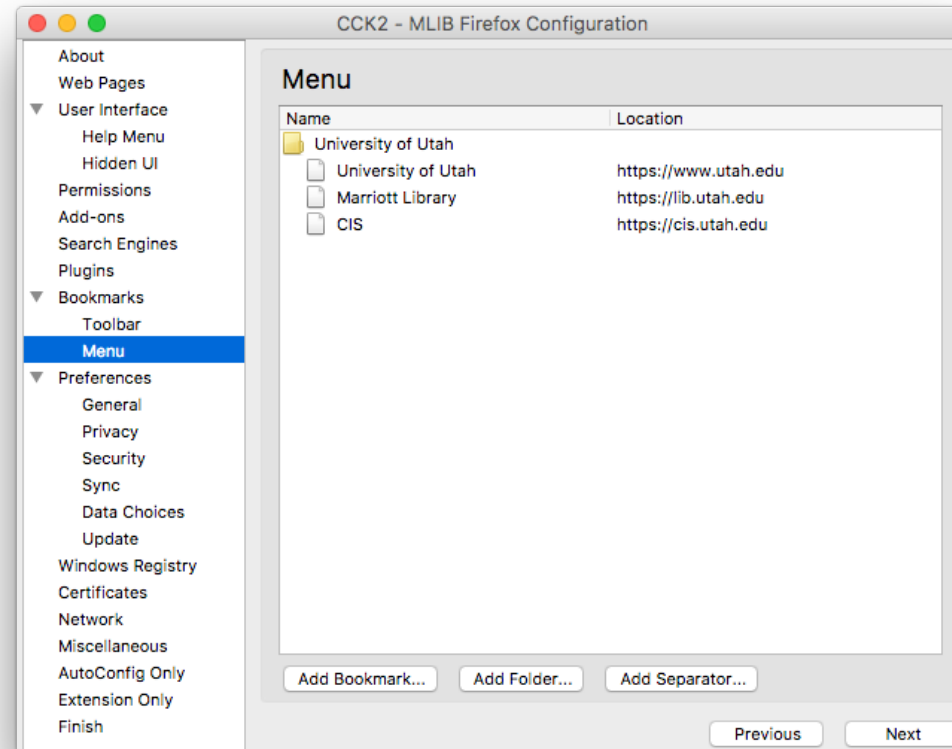 CCK2 - MLIB Firefox Configuration
About
Web Pages
User Interface
Help Menu
Hidden UI
Permissions
Add-ons
Search Engines
Plugins
Bookmarks
Toolbar
Menu
Preferences
General
Privacy
Security
Sync
Data Choices
Update
Windows Registry
Certificates
Network
Miscellaneous
AutoConfig Only
Extension Only
Finish
Menu
Name Location
University of Utah
University of Utah https://www.utah.edu
Marriott Library https://lib.utah.edu
CIS https://cis.utah.edu
Add Bookmark... Add Folder... Add Separator...
Previous Next